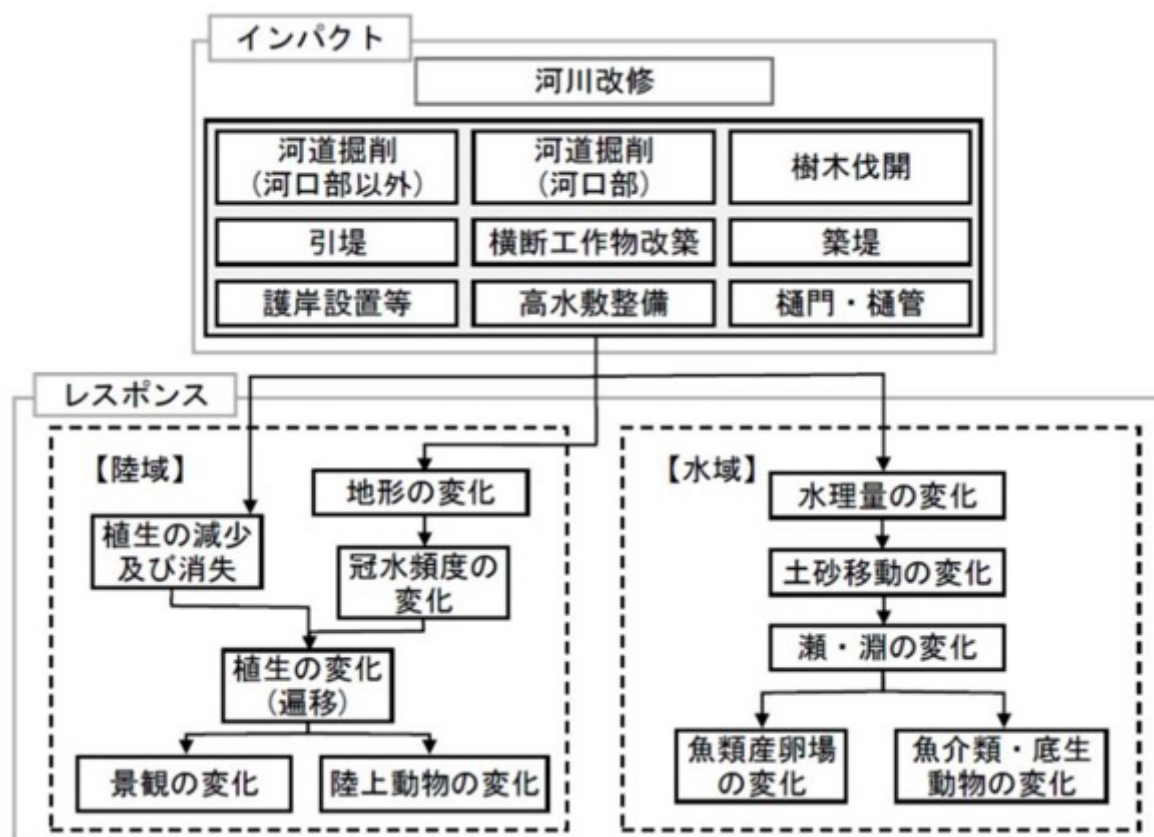 インパクト
河川改修
河道掘削
(河口部以外)
河道掘削
(河口部)
樹木伐開
引堤
横断工作物改築
築堤
護岸設置等
高水敷整備
樋門・樋管
レスポンス
【陸域】
地形の変化
植生の減少
及び消失
冠水頻度の
変化
植生の変化
(遍移)
景観の変化
陸上動物の変化
【水域】
水理量の変化
土砂移動の変化
瀬・淵の変化
魚類産卵場
の変化
魚介類・底生
動物の変化